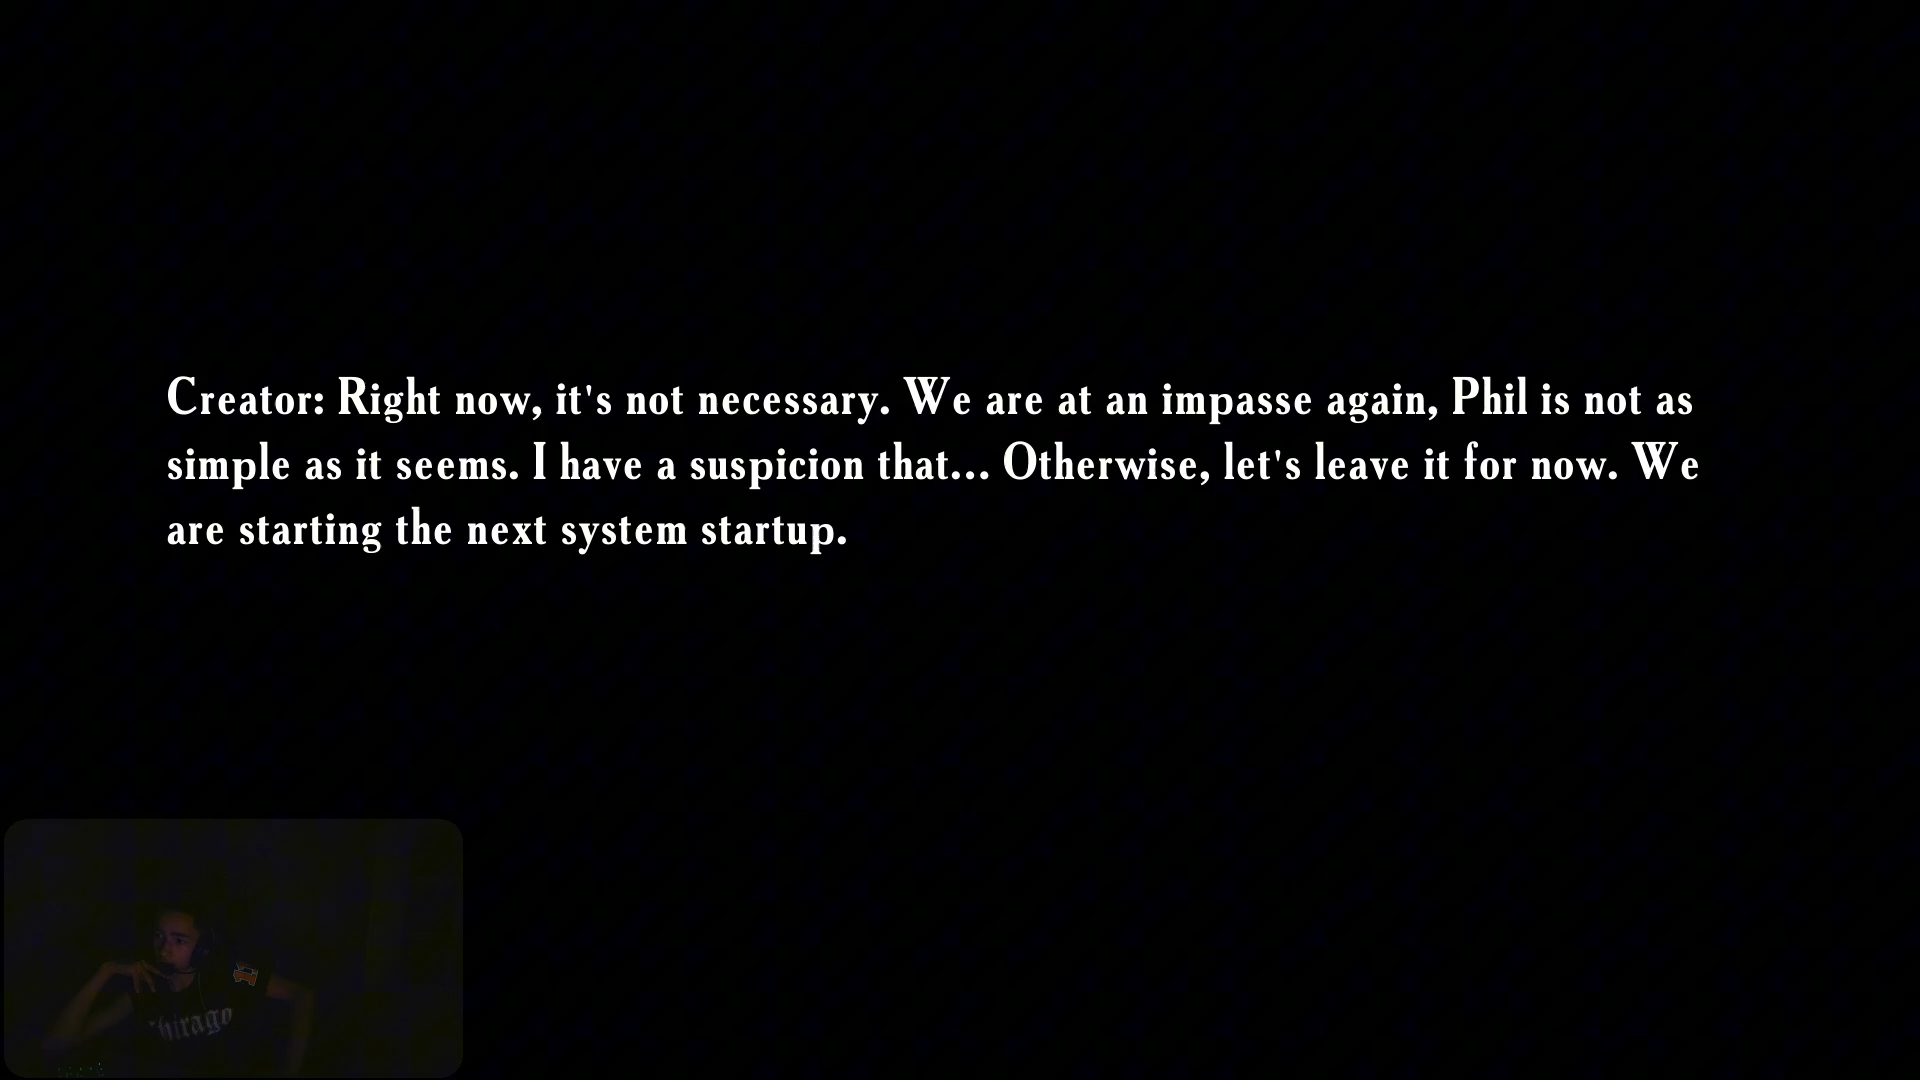 Creator: Right now, it's not necessary. We are at an impasse again, Phil is not as
simple as it seems. I have a suspicion that... Otherwise, let's leave it for now. We
are starting the next system startup.
hirago